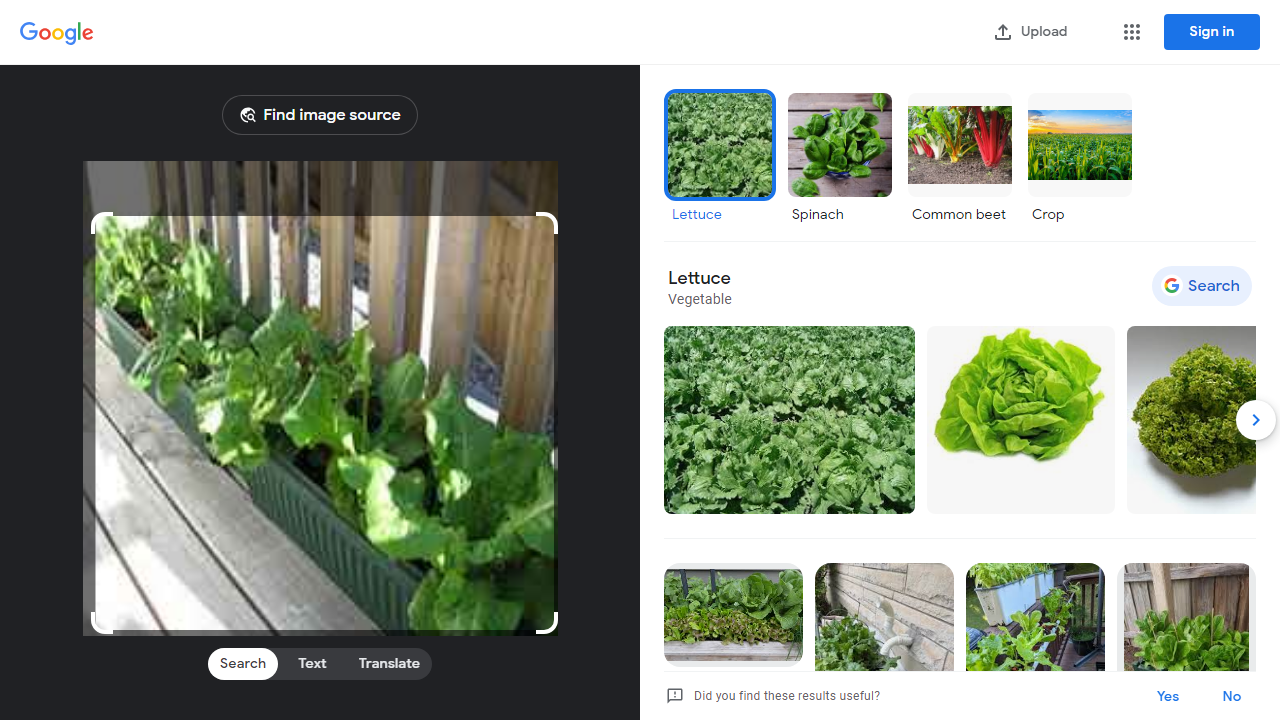 Google
Upload
Sign in
Find image source
Lettuce
Spinach
Common beet
Crop
Lettuce
Vegetable
Search
Search
Text
Translate
Did you find these results useful?
Yes
No